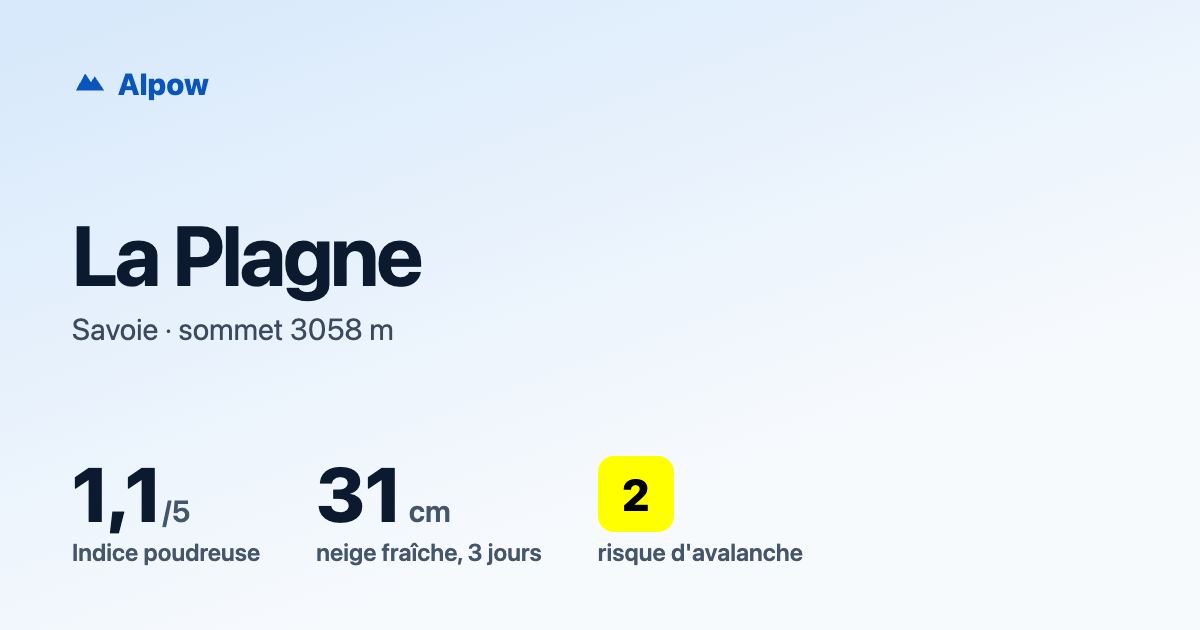 Alpow
La Plagne
Savoie · sommet 3058 m
1,1/5
Indice poudreuse
31 cm
neige fraîche, 3 jours
2
risque d'avalanche